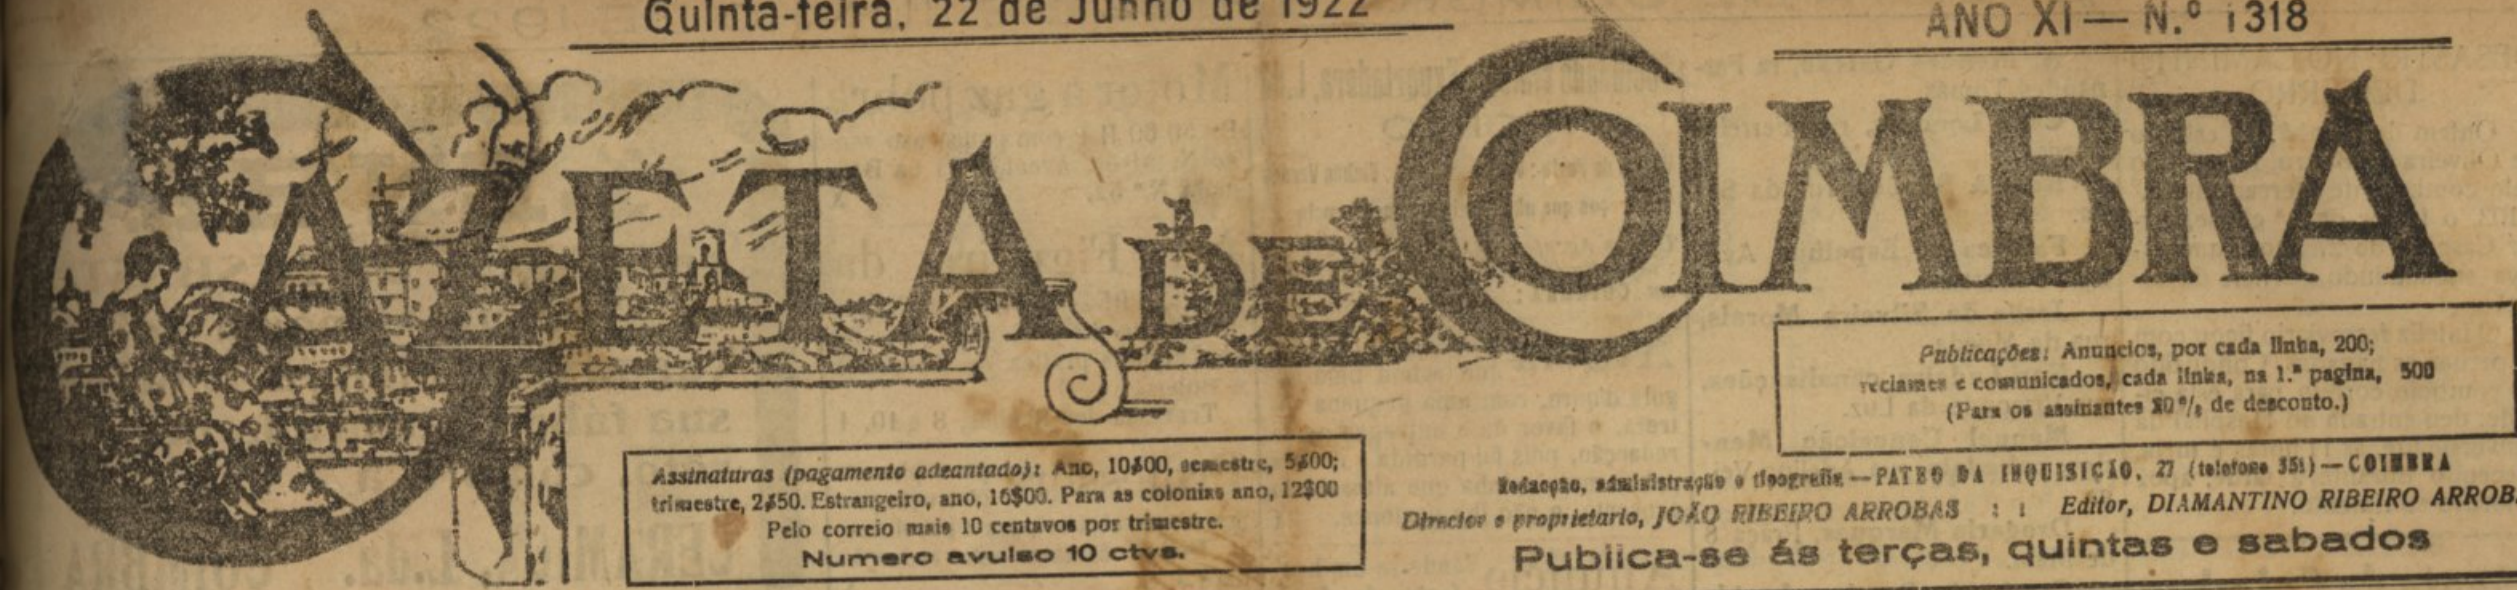 Quinta-feira, 22 de Junho de 1922
ANO XI — N.º 1318
GAZETA DE COIMBRA
Publicações: Anuncios, por cada linha, 200;
reclames e comunicados, cada linha, na 1.ª pagina, 500
(Para os assinantes 20 % de desconto.)
Assinaturas (pagamento adeantado): Ano, 10$00, semestre, 5$00;
trimestre, 2$50. Estrangeiro, ano, 16$00. Para as colonias ano, 12$00
Pelo correio mais 10 centavos por trimestre.
Numero avulso 10 ctvs.
Redacção, administração e tipografia — PATEO DA INQUISIÇÃO, 27 (telefone 351) — COIMBRA
Director e proprietario, JOÃO RIBEIRO ARROBAS : : Editor, DIAMANTINO RIBEIRO ARROB
Publica-se ás terças, quintas e sabados